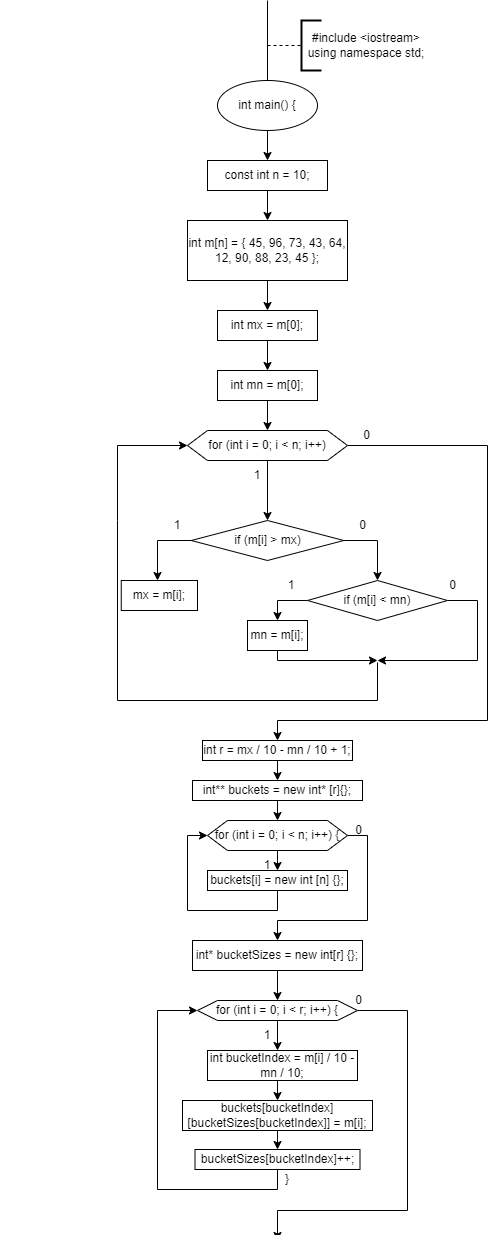 #include <iostream>
using namespace std;
int main() {
const int n = 10;
int m[n] = { 45, 96, 73, 43, 64,
12, 90, 88, 23, 45 };
int mx = m[0];
int mn = m[0];
for (int i = 0; i < n; i++)
0
1
if (m[i] > mx)
1
0
mx = m[i];
if (m[i] < mn)
1
0
mn = m[i];
int r = mx / 10 - mn / 10 + 1;
int** buckets = new int* [r]{};
for (int i = 0; i < n; i++) {
0
1
buckets[i] = new int [n] {};
int* bucketSizes = new int[r] {};
for (int i = 0; i < r; i++) {
0
1
int bucketIndex = m[i] / 10 -
mn / 10;
buckets[bucketIndex]
[bucketSizes[bucketIndex]] = m[i];
bucketSizes[bucketIndex]++;
}